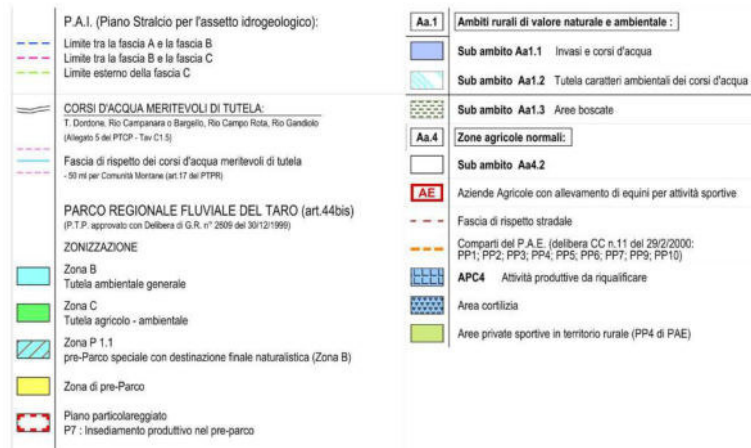 P.A.I. (Piano Stralcio per l'assetto idrogeologico):
Limite tra la fascia A e la fascia B
Limite tra la fascia B e la fascia C
Limite esterno della fascia C
CORSI D'ACQUA MERITEVOLI DI TUTELA:
T. Dordone, Rio Campanara o Bargello, Rio Campo Rota, Rio Gandiolo
(Allegato 5 del PTCP - Tav C1.5)
Fascia di rispetto dei corsi d'acqua meritevoli di tutela
- 50 ml per Comunità Montane (art.17 del PTPR)
PARCO REGIONALE FLUVIALE DEL TARO (art.44bis)
(P.T.P. approvato con Delibera di G.R. n° 2609 del 30/12/1999)
ZONIZZAZIONE
Zona B
Tutela ambientale generale
Zona C
Tutela agricolo - ambientale
Zona P 1.1
pre-Parco speciale con destinazione finale naturalistica (Zona B)
Zona di pre-Parco
Piano particolareggiato
P7 : Insediamento produttivo nel pre-parco
Aa.1 Ambiti rurali di valore naturale e ambientale :
Sub ambito Aa1.1 Invasi e corsi d'acqua
Sub ambito Aa1.2 Tutela caratteri ambientali dei corsi d'acqua
Sub ambito Aa1.3 Aree boscate
Aa.4 Zone agricole normali:
Sub ambito Aa4.2
AE Aziende Agricole con allevamento di equini per attività sportive
Fascia di rispetto stradale
Comparti del P.A.E. (delibera CC n.11 del 29/2/2000:
PP1; PP2; PP3; PP4; PP5; PP6; PP7; PP9; PP10)
APC4 Attività produttive da riqualificare
Area cortilizia
Aree private sportive in territorio rurale (PP4 di PAE)